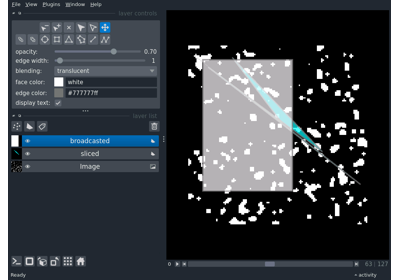 File View Plugins Window Help
layer controls
opacity: 0.70
edge width: 1
blending: translucent
face color: white
edge color: #777777ff
display text:
layer list
broadcasted
sliced
Image
63 127
Ready
activity